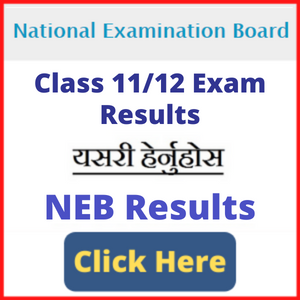 National Examination Board
Class 11/12 Exam
Results
यसरी हेर्नुहोस
NEB Results
Click Here